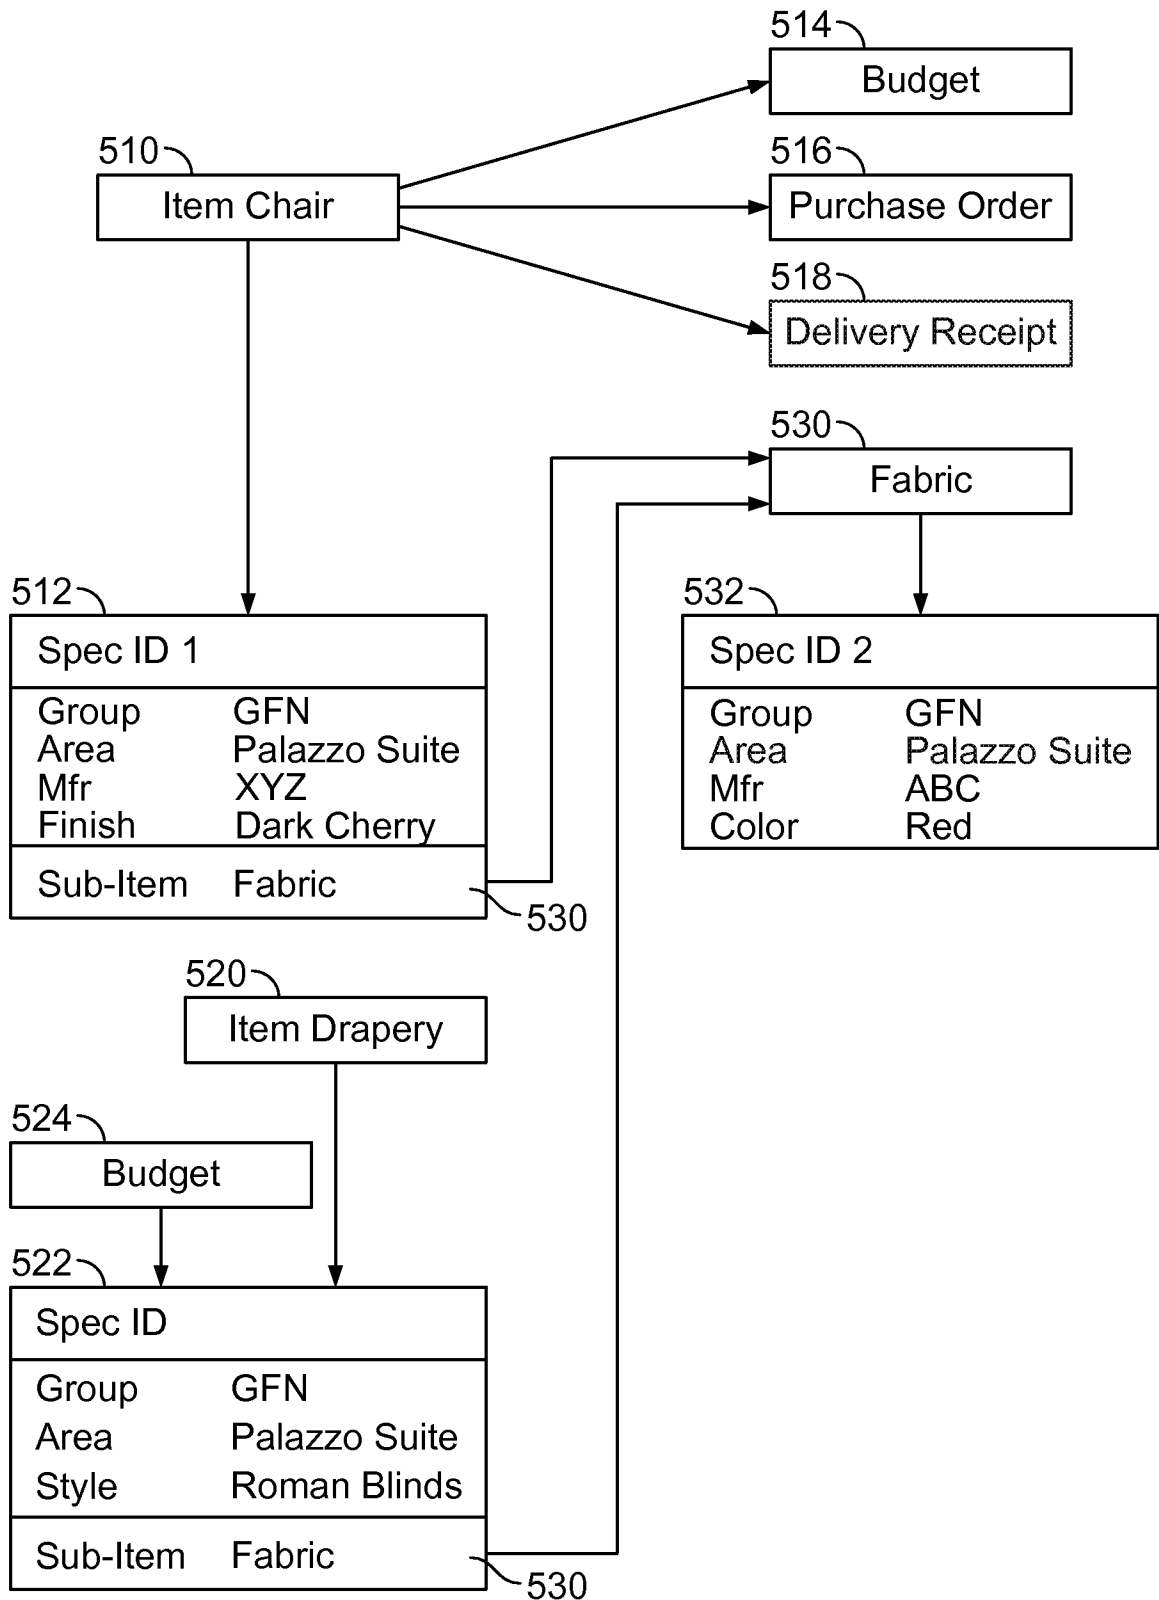 514
Budget
510
Item Chair
516
Purchase Order
518
Delivery Receipt
530
Fabric
512
Spec ID 1
Group GFN
Area Palazzo Suite
Mfr XYZ
Finish Dark Cherry
Sub-Item Fabric
530
532
Spec ID 2
Group GFN
Area Palazzo Suite
Mfr ABC
Color Red
520
Item Drapery
524
Budget
522
Spec ID
Group GFN
Area Palazzo Suite
Style Roman Blinds
Sub-Item Fabric
530